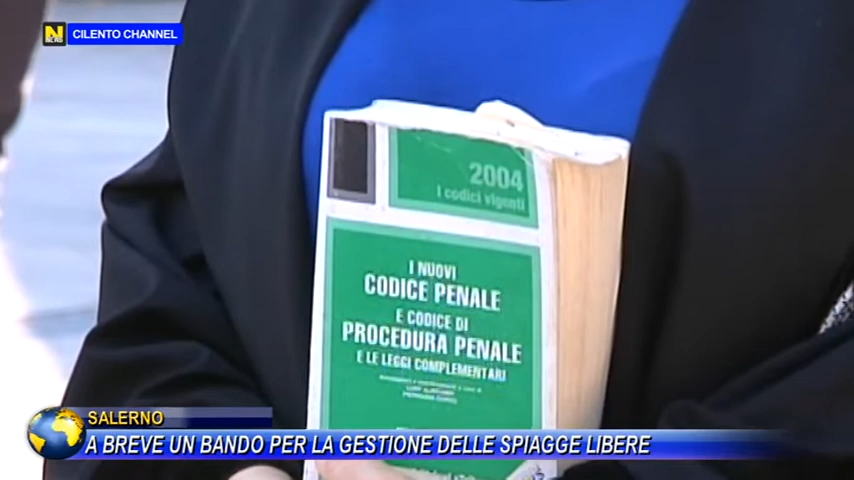 N
NEWS
CILENTO CHANNEL
2004
I codici vigenti
I NUOVI
CODICE PENALE
E CODICE DI
PROCEDURA PENALE
E LE LEGGI COMPLEMENTARI
SALERNO
A BREVE UN BANDO PER LA GESTIONE DELLE SPIAGGE LIBERE